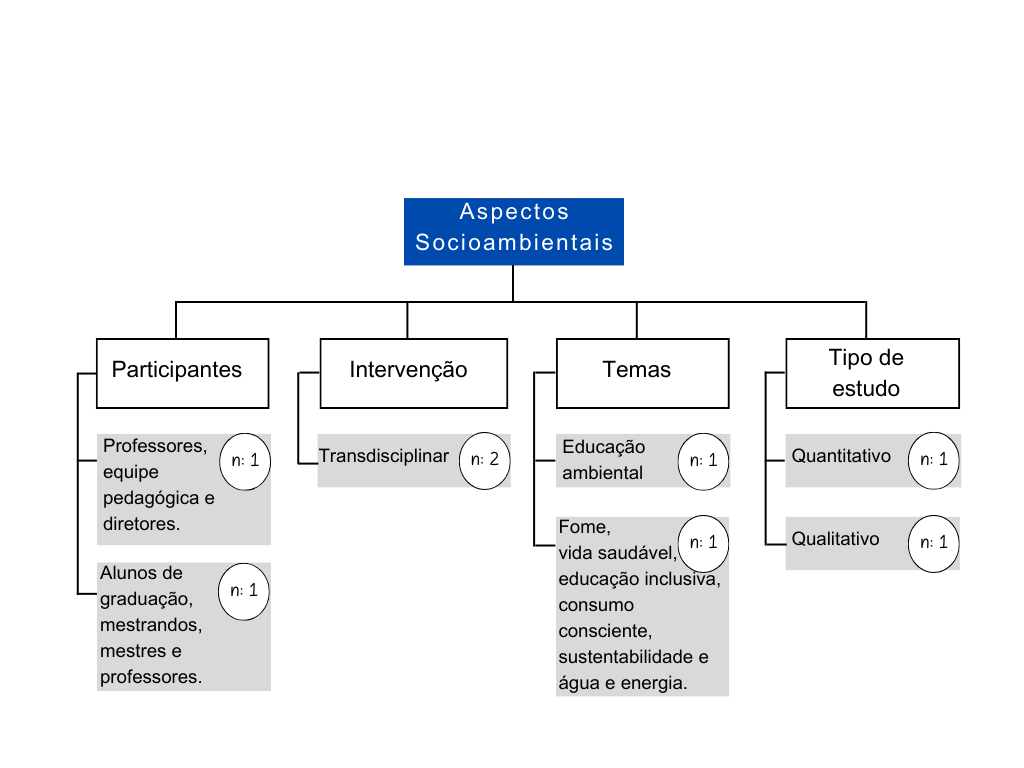 Aspectos
Socioambientais
Participantes
Professores,
equipe
pedagógica e
diretores.
n: 1
Alunos de
graduação,
mestrandos,
mestres e
professores.
n: 1
Intervenção
Transdisciplinar
n: 2
Temas
Educação
ambiental
n: 1
Fome,
vida saudável,
educação inclusiva,
consumo
consciente,
sustentabilidade e
água e energia.
n: 1
Tipo de
estudo
Quantitativo
n: 1
Qualitativo
n: 1